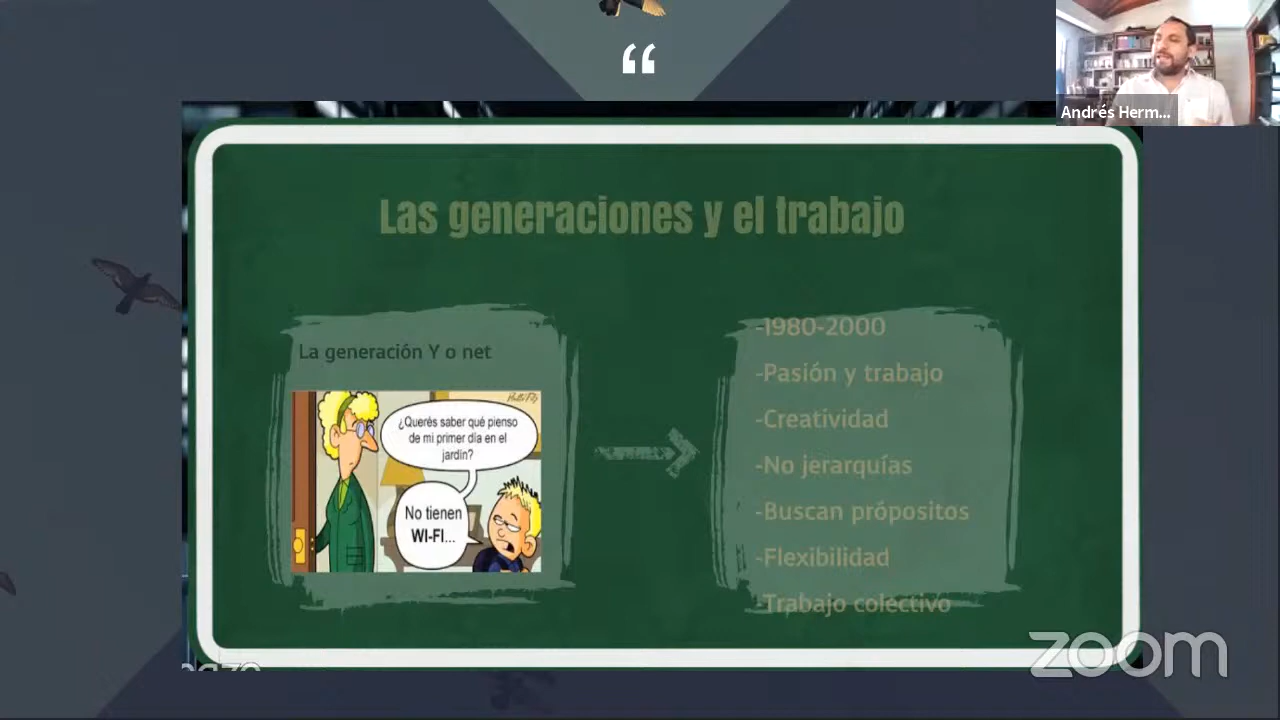 “
Andrés Herm...
Las generaciones y el trabajo
La generación Y o net
¿Querés saber qué pienso
de mi primer día en el
jardín?
No tienen
WI-FI...
-1980-2000
-Pasión y trabajo
-Creatividad
-No jerarquías
-Buscan própositos
-Flexibilidad
-Trabajo colectivo
zoom